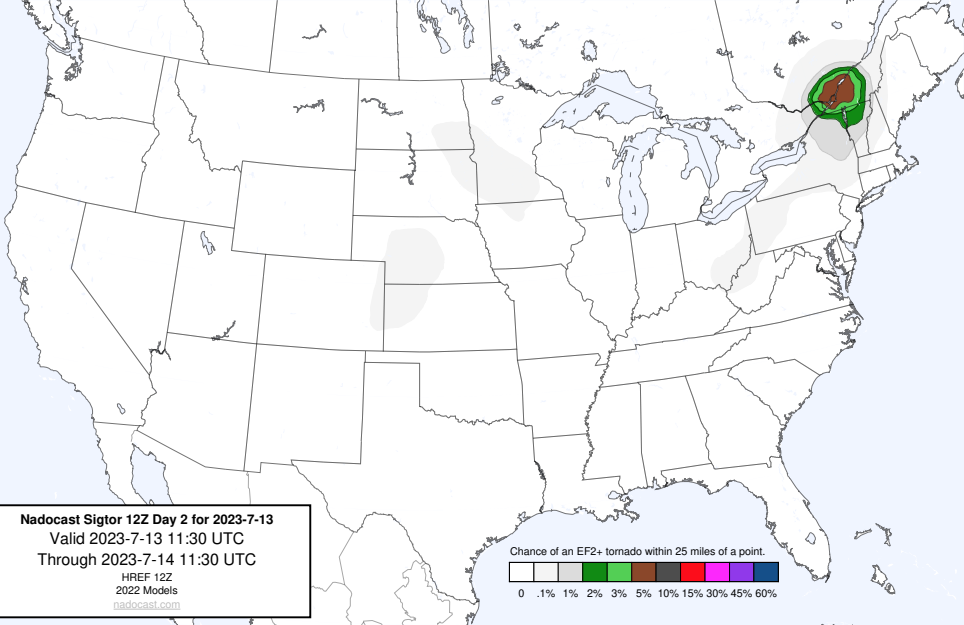 Nadocast Sigtor 12Z Day 2 for 2023-7-13
Valid 2023-7-13 11:30 UTC
Through 2023-7-14 11:30 UTC
HREF 12Z
2022 Models
nadocast.com
Chance of an EF2+ tornado within 25 miles of a point.
0 .1% 1% 2% 3% 5% 10% 15% 30% 45% 60%